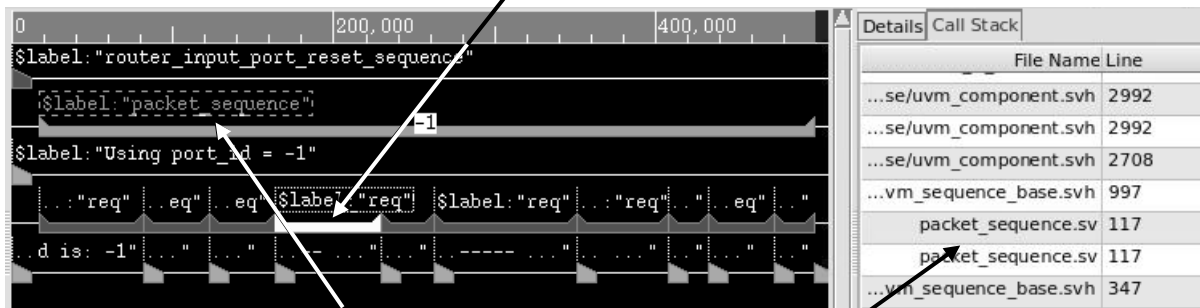 0 200,000 400,000
$label:"router_input_port_reset_sequence"
$label:"packet_sequence"
-1
$label:"Using port_id = -1"
..:"req" ..eq" ..eq" $label:"req" $label:"req" ..:"req" .." ..eq" .."
..d is: -1" ..." ..." ..-- ..." ..." ..----- ..." ... ..." ..." ..." ..."
Details Call Stack
File Name Line
...se/uvm_component.svh 2992
...se/uvm_component.svh 2992
...se/uvm_component.svh 2708
...vm_sequence_base.svh 997
packet_sequence.sv 117
packet_sequence.sv 117
...vm_sequence_base.svh 347